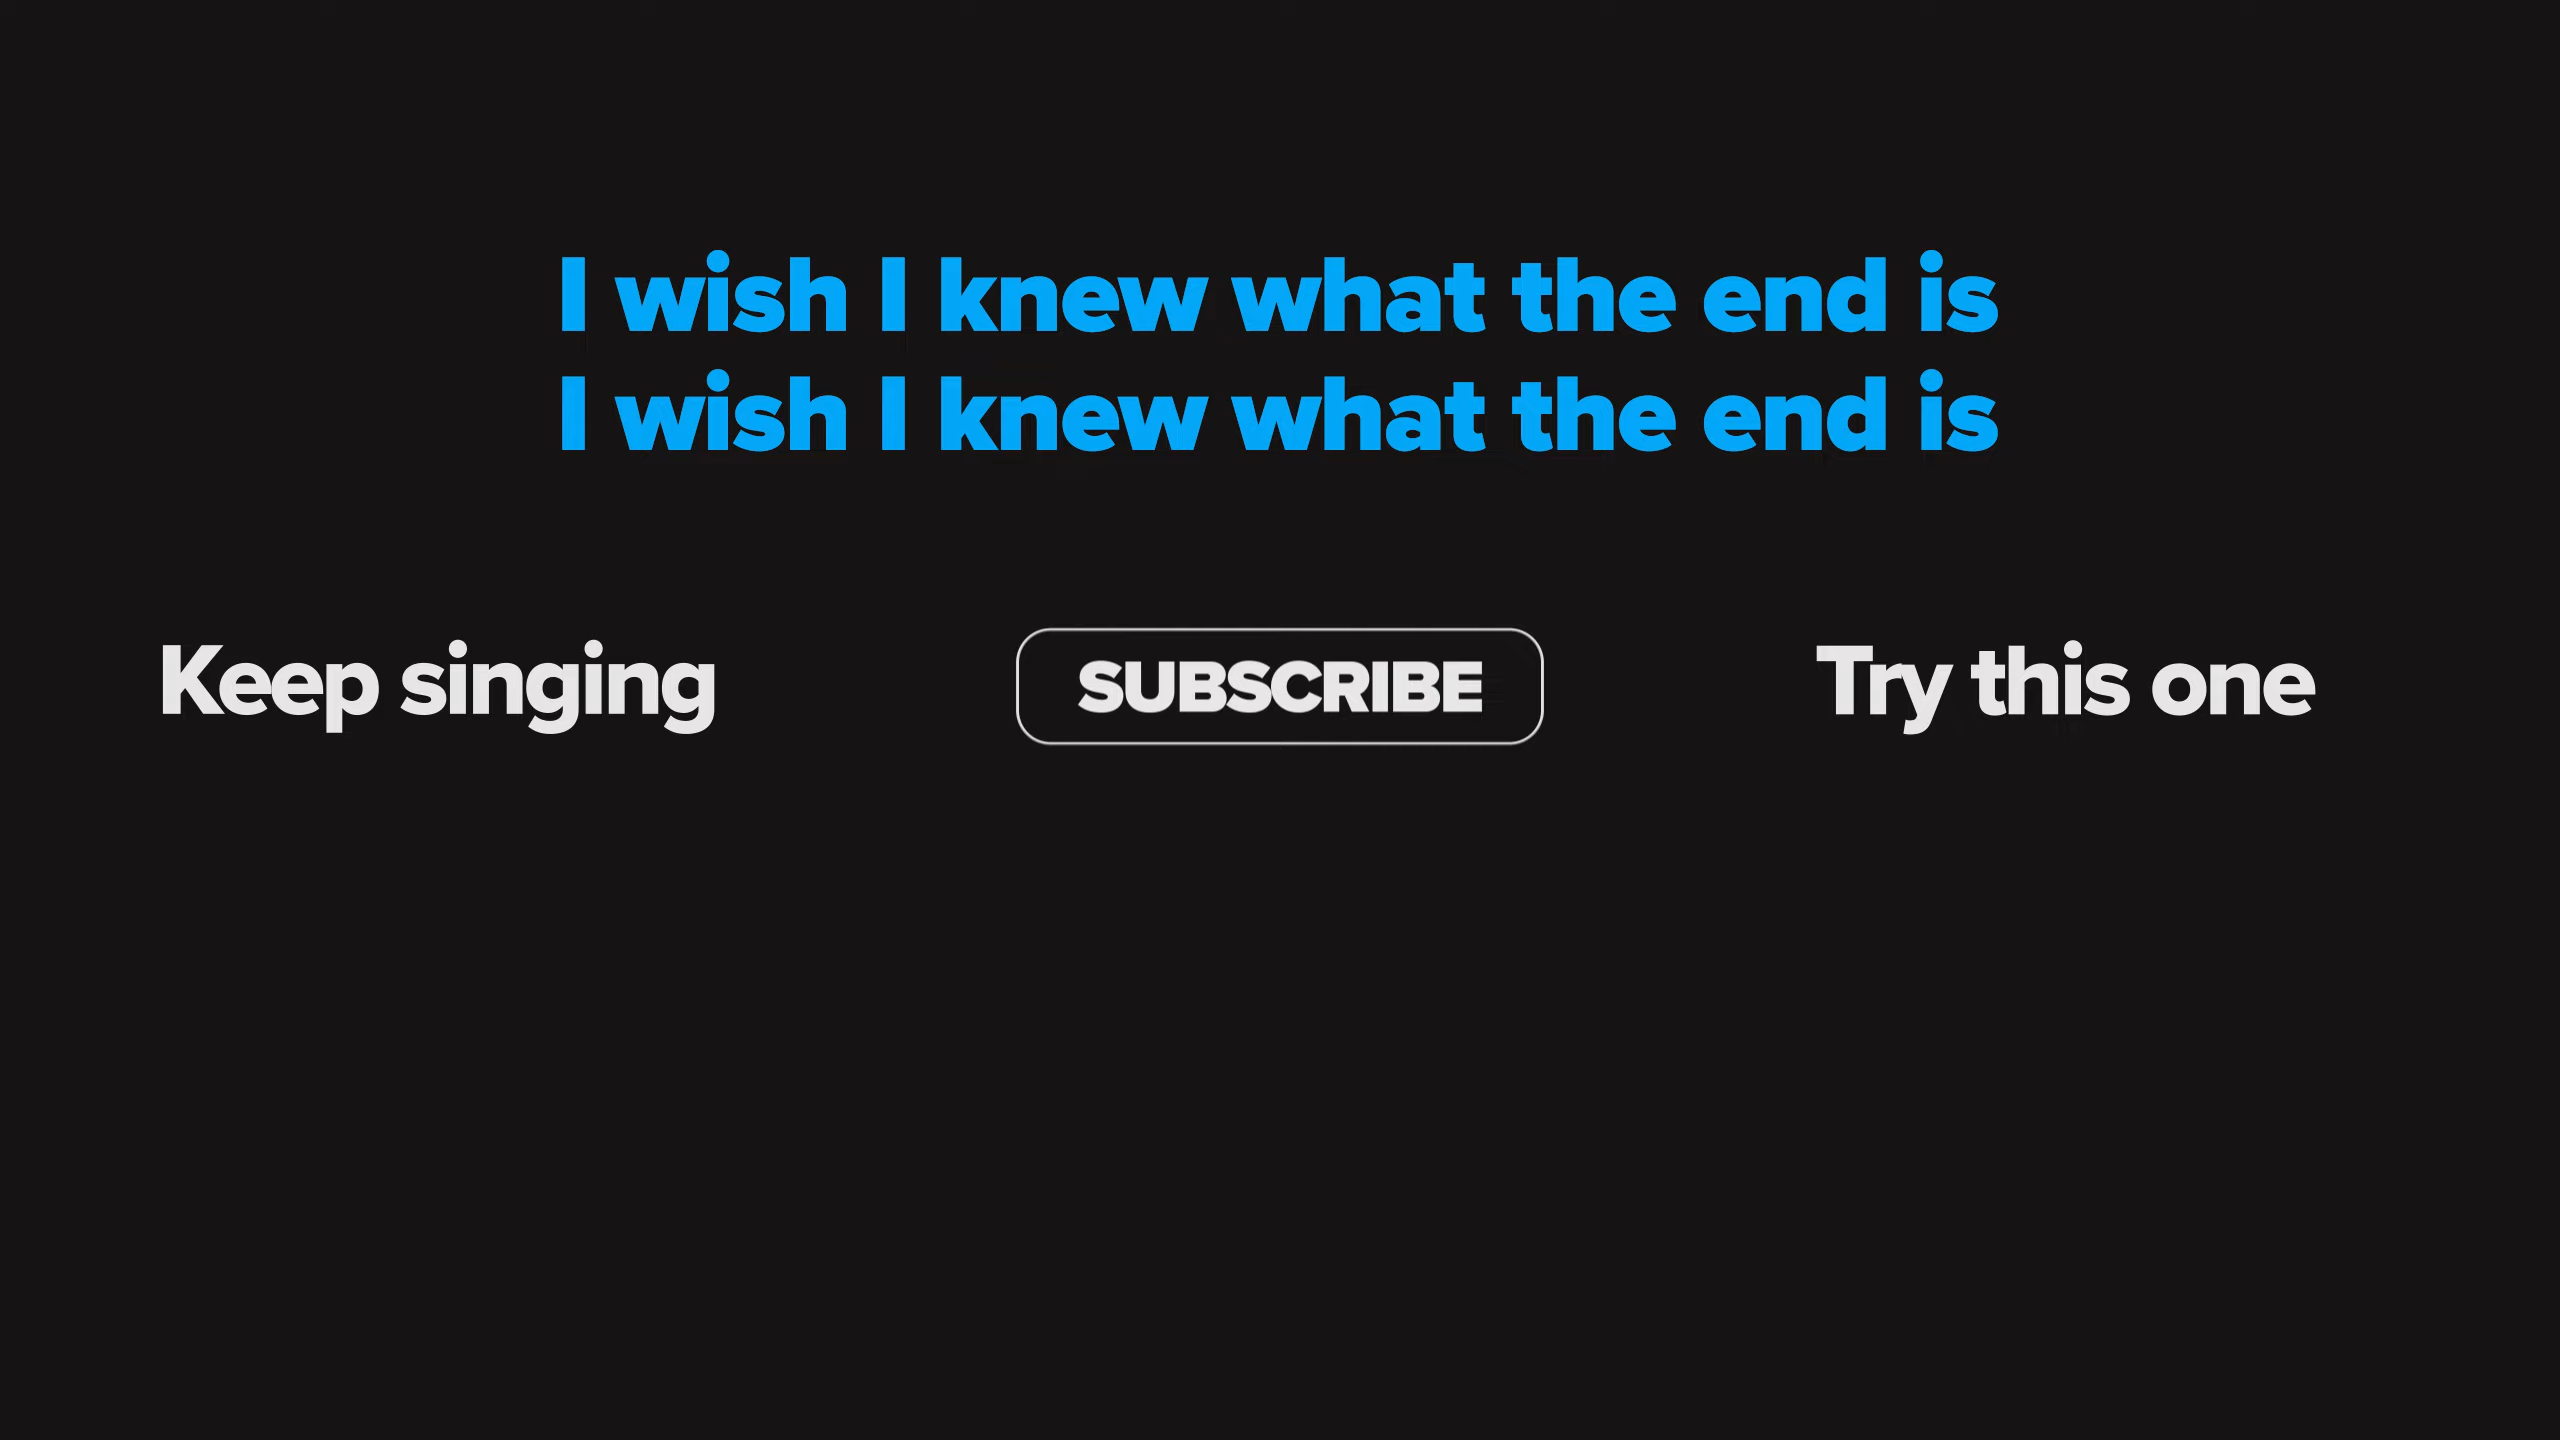 I wish I knew what the end is
I wish I knew what the end is
Keep singing
SUBSCRIBE
Try this one